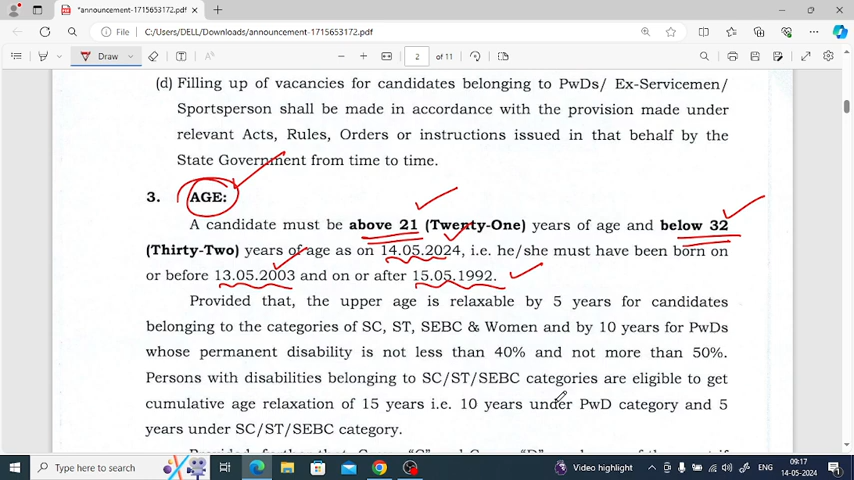 *announcement-1715653172.pdf
File
C:/Users/DELL/Downloads/announcement-1715653172.pdf
Draw
2
of 11
(d) Filling up of vacancies for candidates belonging to PwDs/ Ex-Servicemen/
Sportsperson shall be made in accordance with the provision made under
relevant Acts, Rules, Orders or instructions issued in that behalf by the
State Government from time to time.
3. AGE:
A candidate must be above 21 (Twenty-One) years of age and below 32
(Thirty-Two) years of age as on 14.05.2024, i.e. he/she must have been born on
or before 13.05.2003 and on or after 15.05.1992.
Provided that, the upper age is relaxable by 5 years for candidates
belonging to the categories of SC, ST, SEBC & Women and by 10 years for PwDs
whose permanent disability is not less than 40% and not more than 50%.
Persons with disabilities belonging to SC/ST/SEBC categories are eligible to get
cumulative age relaxation of 15 years i.e. 10 years under PwD category and 5
years under SC/ST/SEBC category.
Type here to search
Video highlight
ENG
09:17
14-05-2024